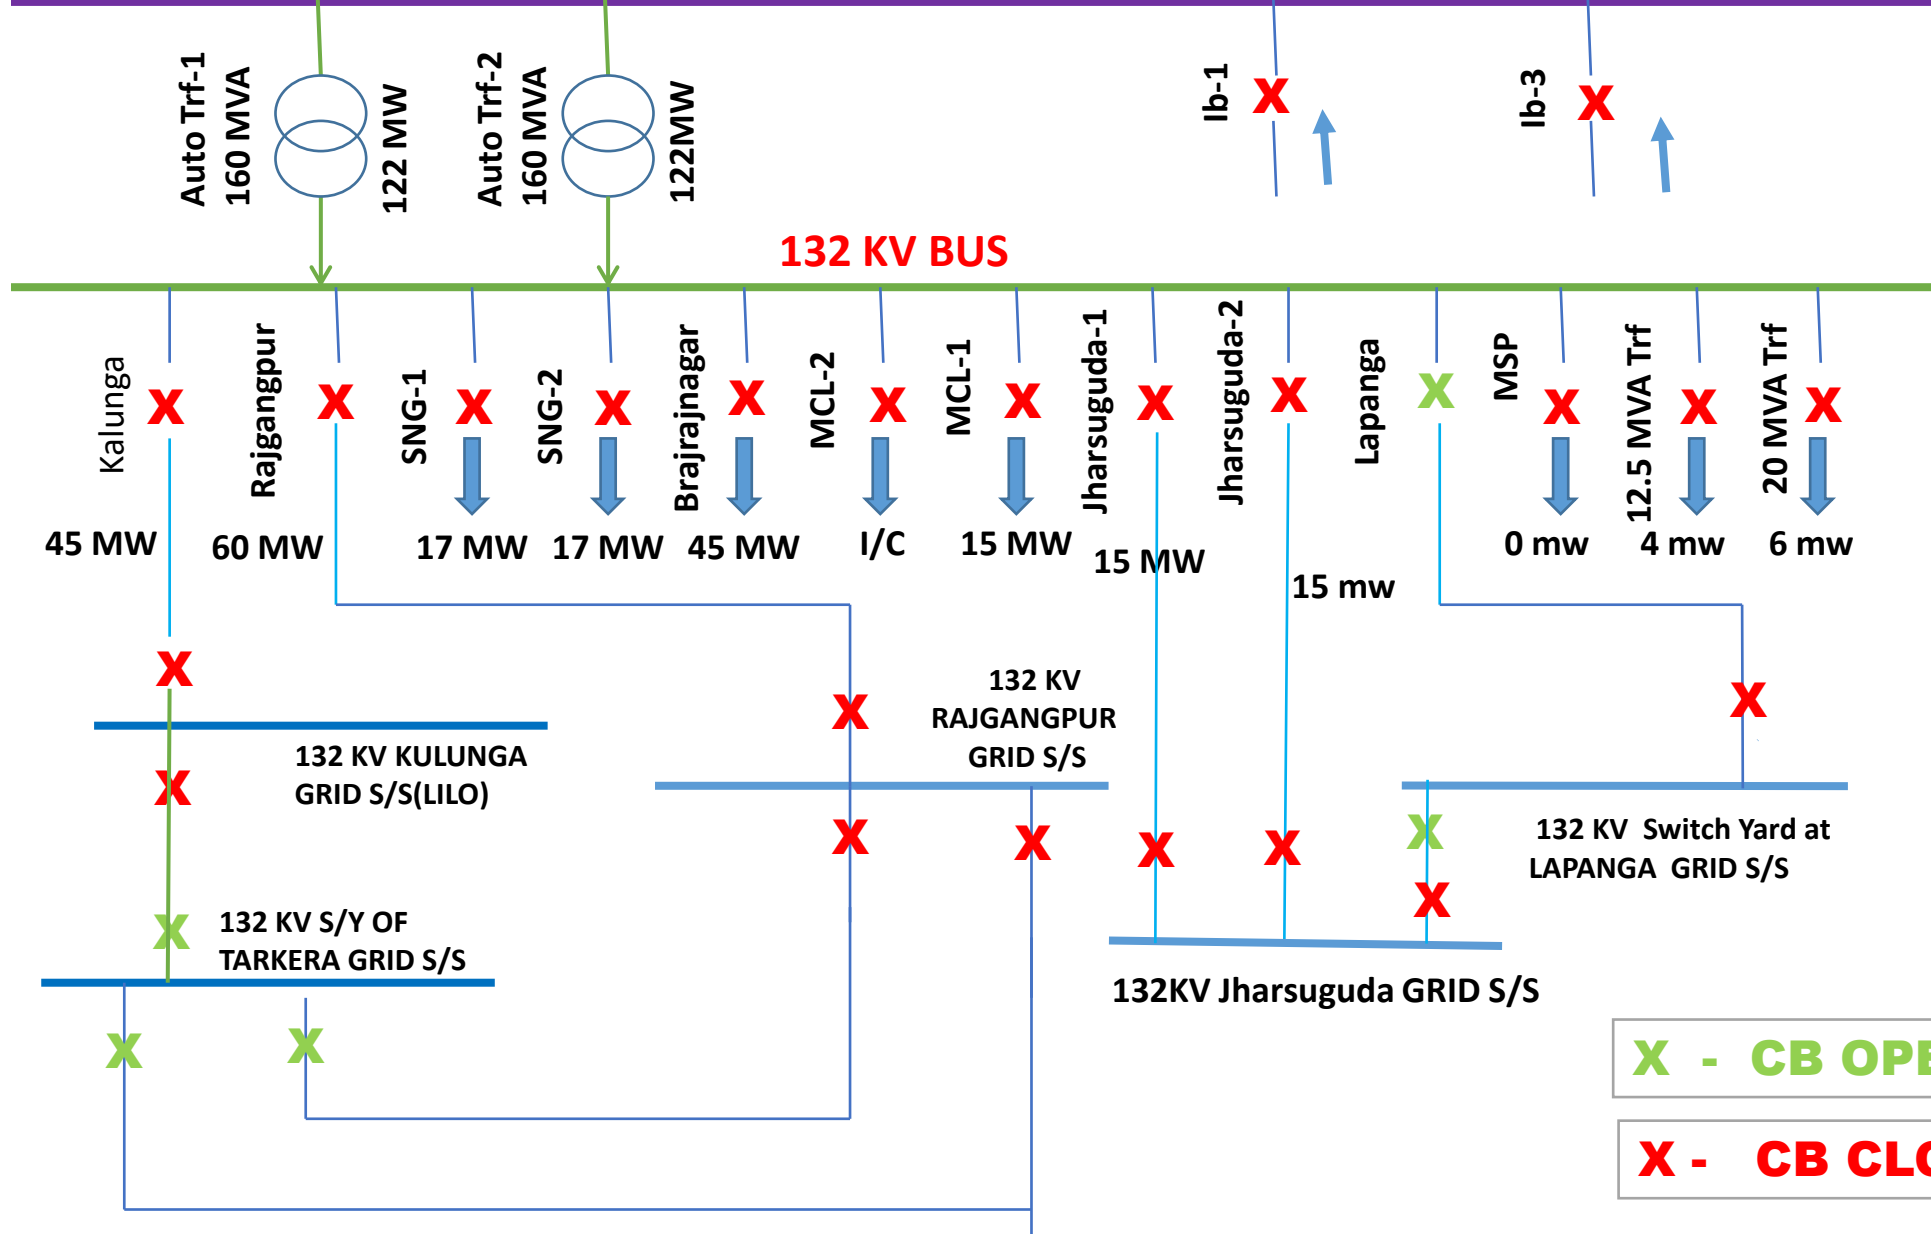 Auto Trf-1
160 MVA
122 MW
Auto Trf-2
160 MVA
122MW
Ib-1
X
Ib-3
X
132 KV BUS
Kalunga
X
Rajgangpur
X
SNG-1
X
SNG-2
X
Brajrajnagar
X
MCL-2
X
MCL-1
X
Jharsuguda-1
X
Jharsuguda-2
X
Lapanga
X
MSP
X
12.5 MVA Trf
X
20 MVA Trf
X
45 MW
60 MW
17 MW
17 MW
45 MW
I/C
15 MW
15 MW
15 mw
0 mw
4 mw
6 mw
X
X
X
132 KV
RAJGANGPUR
GRID S/S
132 KV KULUNGA
GRID S/S(LILO)
X
X
X
X
X
X
X
132 KV Switch Yard at
LAPANGA GRID S/S
X
132 KV S/Y OF
TARKERA GRID S/S
132KV Jharsuguda GRID S/S
X
X
X
X - CB OPE
X - CB CLO